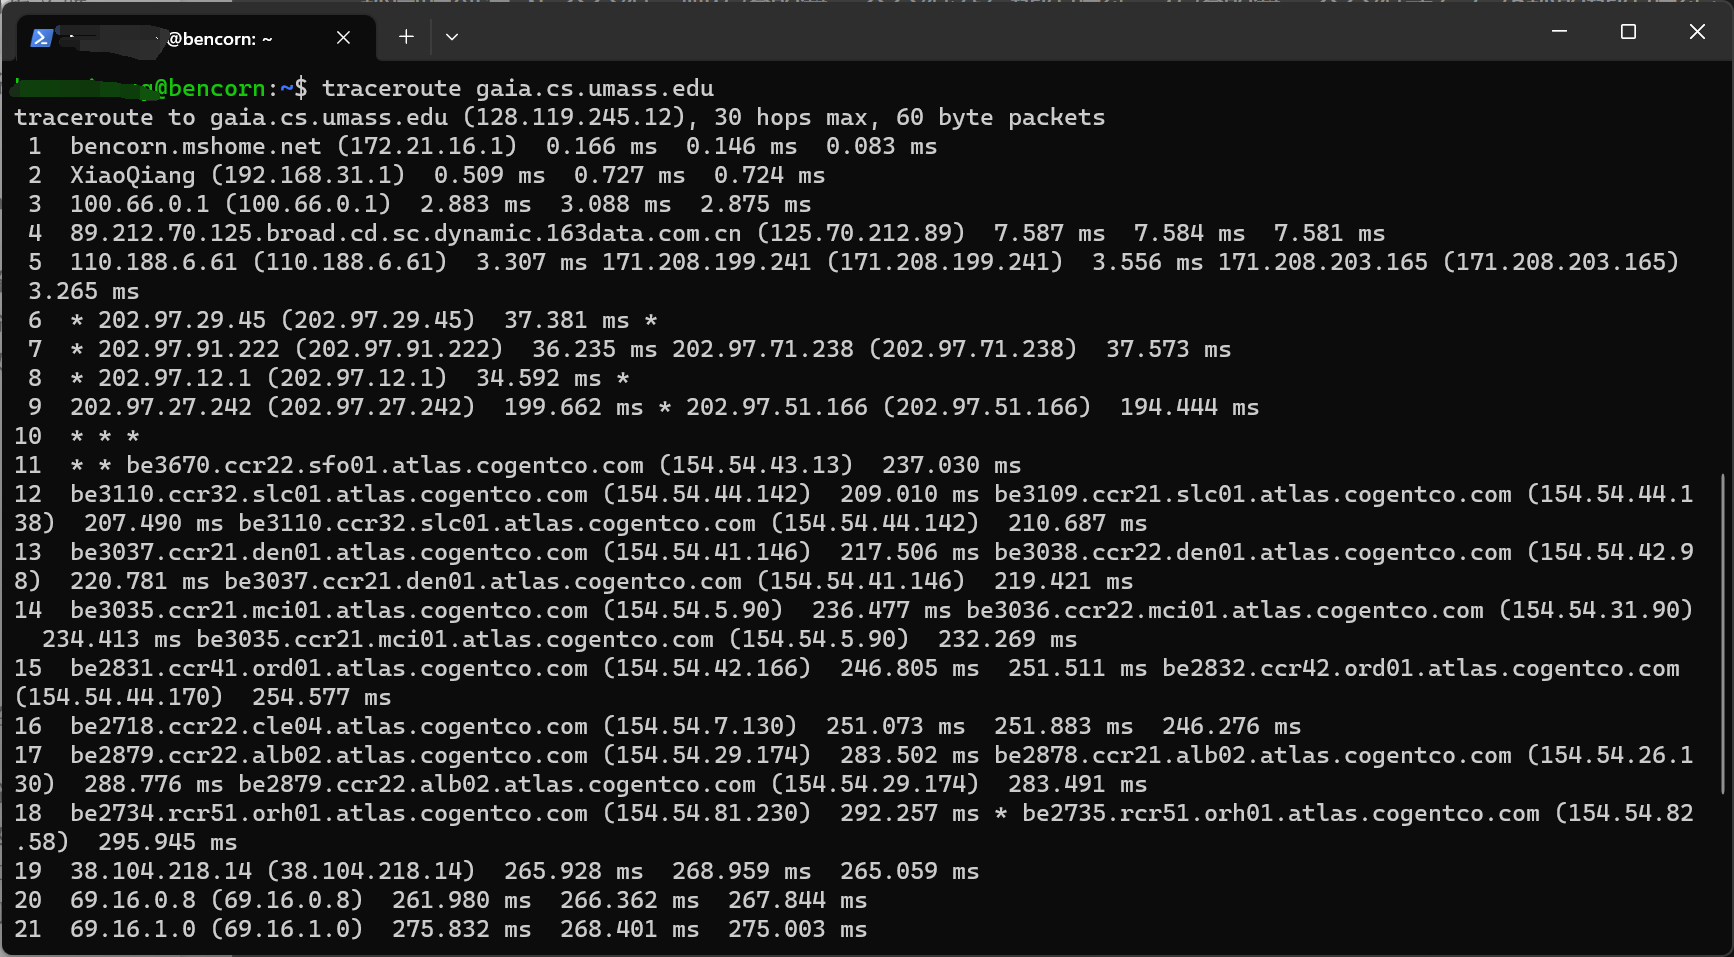 @bencorn: ~
g@bencorn:~$ traceroute gaia.cs.umass.edu
traceroute to gaia.cs.umass.edu (128.119.245.12), 30 hops max, 60 byte packets
 1  bencorn.mshome.net (172.21.16.1)  0.166 ms  0.146 ms  0.083 ms
 2  XiaoQiang (192.168.31.1)  0.509 ms  0.727 ms  0.724 ms
 3  100.66.0.1 (100.66.0.1)  2.883 ms  3.088 ms  2.875 ms
 4  89.212.70.125.broad.cd.sc.dynamic.163data.com.cn (125.70.212.89)  7.587 ms  7.584 ms  7.581 ms
 5  110.188.6.61 (110.188.6.61)  3.307 ms 171.208.199.241 (171.208.199.241)  3.556 ms 171.208.203.165 (171.208.203.165)
 3.265 ms
 6  * 202.97.29.45 (202.97.29.45)  37.381 ms *
 7  * 202.97.91.222 (202.97.91.222)  36.235 ms 202.97.71.238 (202.97.71.238)  37.573 ms
 8  * 202.97.12.1 (202.97.12.1)  34.592 ms *
 9  202.97.27.242 (202.97.27.242)  199.662 ms * 202.97.51.166 (202.97.51.166)  194.444 ms
10  * * *
11  * * be3670.ccr22.sfo01.atlas.cogentco.com (154.54.43.13)  237.030 ms
12  be3110.ccr32.slc01.atlas.cogentco.com (154.54.44.142)  209.010 ms be3109.ccr21.slc01.atlas.cogentco.com (154.54.44.1
38)  207.490 ms be3110.ccr32.slc01.atlas.cogentco.com (154.54.44.142)  210.687 ms
13  be3037.ccr21.den01.atlas.cogentco.com (154.54.41.146)  217.506 ms be3038.ccr22.den01.atlas.cogentco.com (154.54.42.9
8)  220.781 ms be3037.ccr21.den01.atlas.cogentco.com (154.54.41.146)  219.421 ms
14  be3035.ccr21.mci01.atlas.cogentco.com (154.54.5.90)  236.477 ms be3036.ccr22.mci01.atlas.cogentco.com (154.54.31.90)
  234.413 ms be3035.ccr21.mci01.atlas.cogentco.com (154.54.5.90)  232.269 ms
15  be2831.ccr41.ord01.atlas.cogentco.com (154.54.42.166)  246.805 ms  251.511 ms be2832.ccr42.ord01.atlas.cogentco.com
(154.54.44.170)  254.577 ms
16  be2718.ccr22.cle04.atlas.cogentco.com (154.54.7.130)  251.073 ms  251.883 ms  246.276 ms
17  be2879.ccr22.alb02.atlas.cogentco.com (154.54.29.174)  283.502 ms be2878.ccr21.alb02.atlas.cogentco.com (154.54.26.1
30)  288.776 ms be2879.ccr22.alb02.atlas.cogentco.com (154.54.29.174)  283.491 ms
18  be2734.rcr51.orh01.atlas.cogentco.com (154.54.81.230)  292.257 ms * be2735.rcr51.orh01.atlas.cogentco.com (154.54.82
.58)  295.945 ms
19  38.104.218.14 (38.104.218.14)  265.928 ms  268.959 ms  265.059 ms
20  69.16.0.8 (69.16.0.8)  261.980 ms  266.362 ms  267.844 ms
21  69.16.1.0 (69.16.1.0)  275.832 ms  268.401 ms  275.003 ms